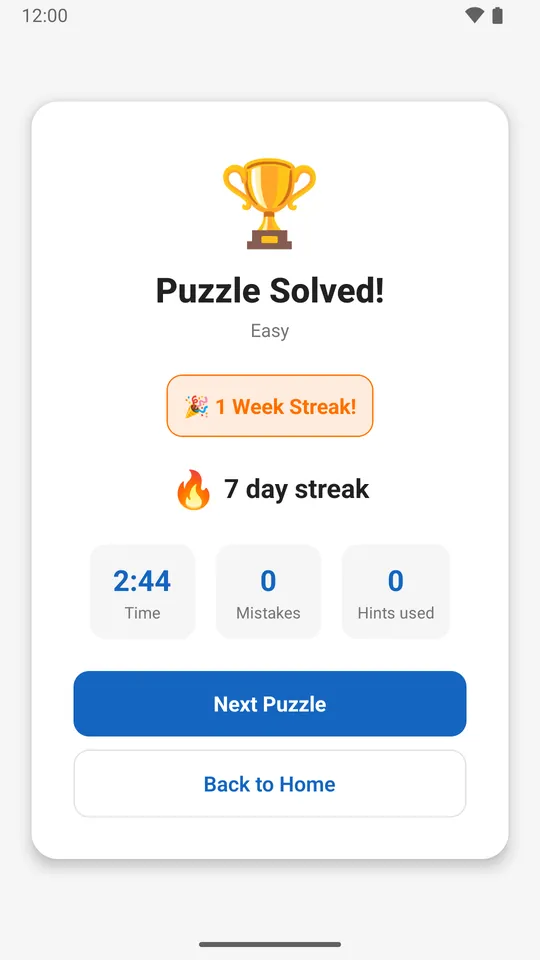 12:00
Puzzle Solved!
Easy
🎉 1 Week Streak!
🔥 7 day streak
2:44
Time
0
Mistakes
0
Hints used
Next Puzzle
Back to Home